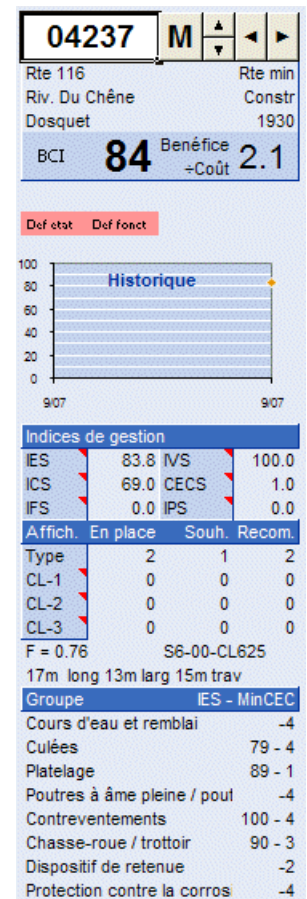 04237 M
Rte 116 Rte min
Riv. Du Chêne Constr
Dosquet 1930
BCI 84 Benéfice ÷Coût 2.1
Def etat Def fonct
Historique
100
80
60
40
20
0
9/07 9/07
Indices de gestion
IES 83.8 IVS 100.0
ICS 69.0 CECS 1.0
IFS 0.0 IPS 0.0
Affich. En place Souh. Recom.
Type 2 1 2
CL-1 0 0 0
CL-2 0 0 0
CL-3 0 0 0
F = 0.76 S6-00-CL625
17m long 13m larg 15m trav
Groupe IES - MinCEC
Cours d'eau et remblai -4
Culées 79 - 4
Platelage 89 - 1
Poutres à âme pleine / pout -4
Contreventements 100 - 4
Chasse-roue / trottoir 90 - 3
Dispositif de retenue -2
Protection contre la corros -4